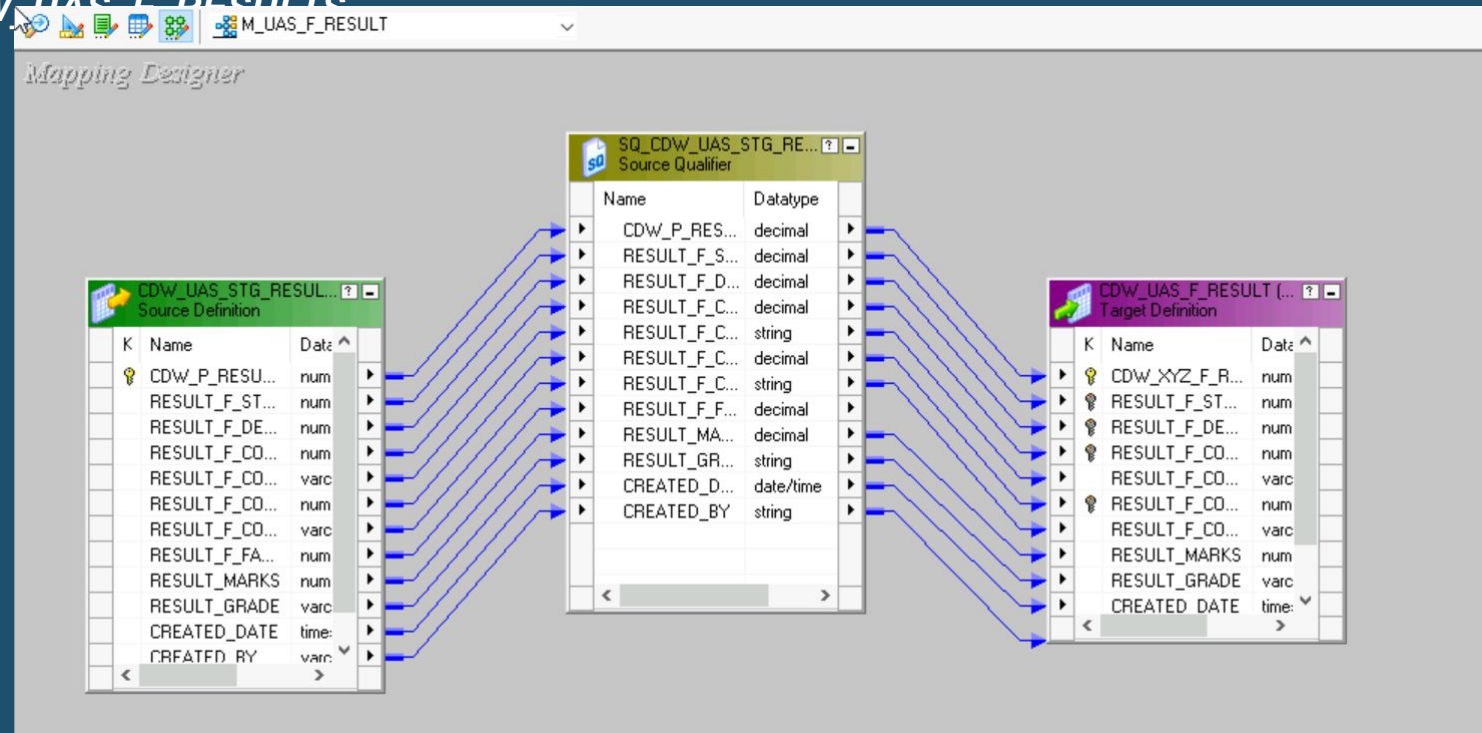 _UAS_F_RESULTS
M_UAS_F_RESULT
Mapping Designer
SQ_CDW_UAS_STG_RE...
Source Qualifier
Name Datatype
CDW_P_RES... decimal
RESULT_F_S... decimal
RESULT_F_D... decimal
RESULT_F_C... decimal
RESULT_F_C... string
RESULT_F_C... decimal
RESULT_F_C... string
RESULT_F_F... decimal
RESULT_MA... decimal
RESULT_GR... string
CREATED_D... date/time
CREATED_BY string
CDW_UAS_STG_RESUL...
Source Definition
K Name Data
CDW_P_RESU... num
RESULT_F_ST... num
RESULT_F_DE... num
RESULT_F_CO... num
RESULT_F_CO... varc
RESULT_F_CO... num
RESULT_F_CO... varc
RESULT_F_FA... num
RESULT_MARKS num
RESULT_GRADE varc
CREATED_DATE time:
CREATED_BY varc
CDW_UAS_F_RESULT (...
Target Definition
K Name Data
CDW_XYZ_F_R... num
RESULT_F_ST... num
RESULT_F_DE... num
RESULT_F_CO... num
RESULT_F_CO... varc
RESULT_F_CO... num
RESULT_F_CO... varc
RESULT_MARKS num
RESULT_GRADE varc
CREATED_DATE time: